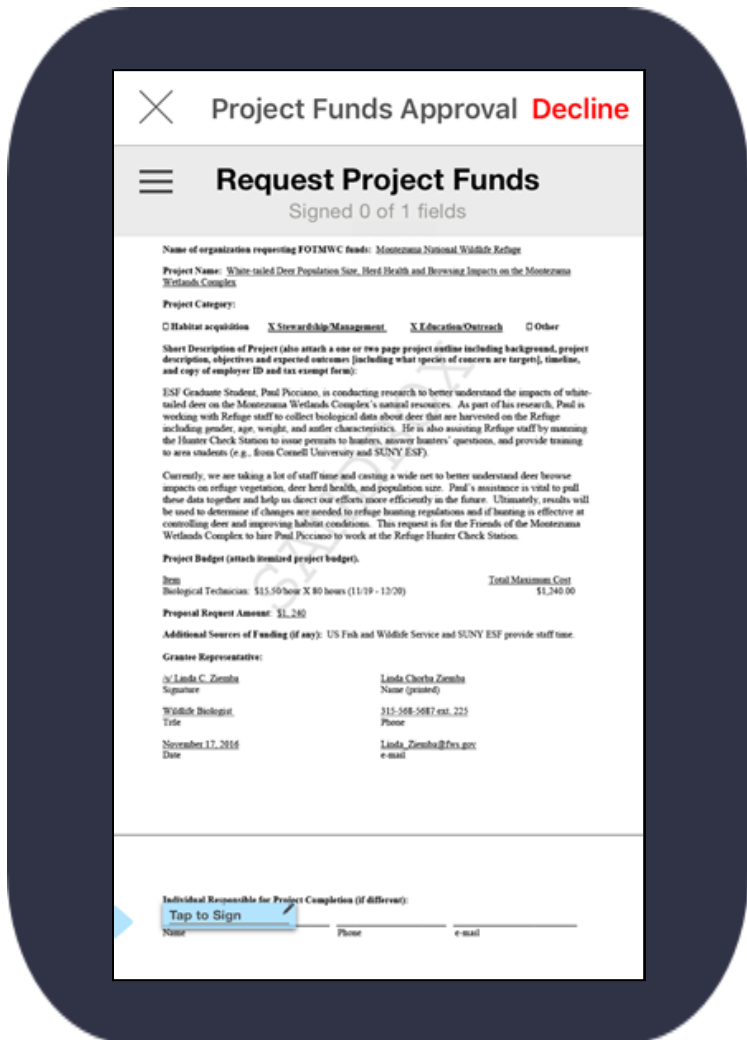 Project Funds Approval Decline
Request Project Funds
Signed 0 of 1 fields
Name of organization requesting FOTMWC funds: Montezuma National Wildlife Refuge
Project Name: White-tailed Deer Population Size, Herd Health and Browsing Impacts on the Montezuma
Wetlands Complex
Project Category:
☐ Habitat acquisition X Stewardship/Management X Education/Outreach ☐ Other
Short Description of Project (also attach a one or two page project outline including background, project
description, objectives and expected outcomes [including what species of concern are targets], timeline,
and copy of employer ID and tax exempt form):
ESF Graduate Student, Paul Picciano, is conducting research to better understand the impacts of white-
tailed deer on the Montezuma Wetlands Complex's natural resources. As part of his research, Paul is
working with Refuge staff to collect biological data about deer that are harvested on the Refuge
including gender, age, weight, and antler characteristics. He is also assisting Refuge staff by manning
the Hunter Check Station to issue permits to hunters, answer hunters' questions, and provide training
to area students (e.g., from Cornell University and SUNY ESF).
Currently, we are taking a lot of staff time and casting a wide net to better understand deer browse
impacts on refuge vegetation, deer herd health, and population size. Paul's assistance is vital to pull
these data together and help us direct our efforts more efficiently in the future. Ultimately, results will
be used to determine if changes are needed to refuge hunting regulations and if hunting is effective at
controlling deer and improving habitat conditions. This request is for the Friends of the Montezuma
Wetlands Complex to hire Paul Picciano to work at the Refuge Hunter Check Station.
Project Budget (attach itemized project budget).
Item Total Maximum Cost
Biological Technician: $15.50/hour X 80 hours (11/19 - 12/20) $1,240.00
Proposal Request Amount: $1, 240
Additional Sources of Funding (if any): US Fish and Wildlife Service and SUNY ESF provide staff time.
Grantee Representative:
/s/ Linda C. Ziemba Linda Chorba Ziemba
Signature Name (printed)
Wildlife Biologist 315-568-5687 ext. 225
Title Phone
November 17, 2016 Linda_Ziemba@fws.gov
Date e-mail
Individual Responsible for Project Completion (if different):
Tap to Sign
Name Phone e-mail